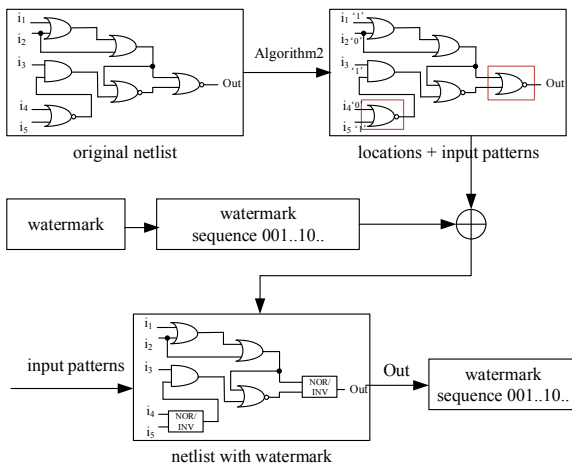 i1
i2
i3
i4
i5
Out
original netlist
Algorithm2
i1 '1'
i2 '0'
i3 '1'
i4 '0'
i5 '1'
Out
locations + input patterns
watermark
watermark
sequence 001..10..
input patterns
i1
i2
i3
i4
i5
NOR/
INV
NOR/
INV
Out
netlist with watermark
Out
watermark
sequence 001..10..